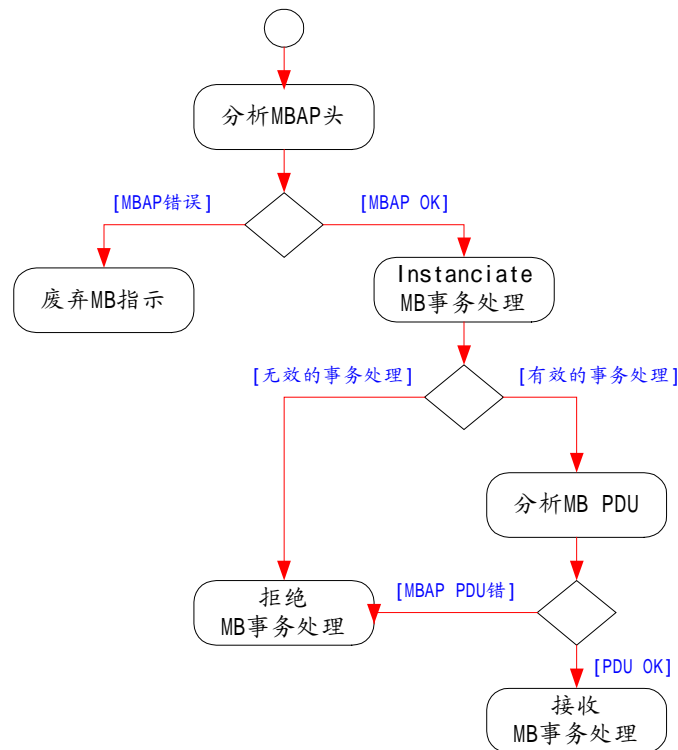 分析MBAP头
[MBAP错误]
[MBAP OK]
废弃MB指示
Instanciate
MB事务处理
[无效的事务处理]
[有效的事务处理]
分析MB PDU
[MBAP PDU错]
拒绝
MB事务处理
[PDU OK]
接收
MB事务处理